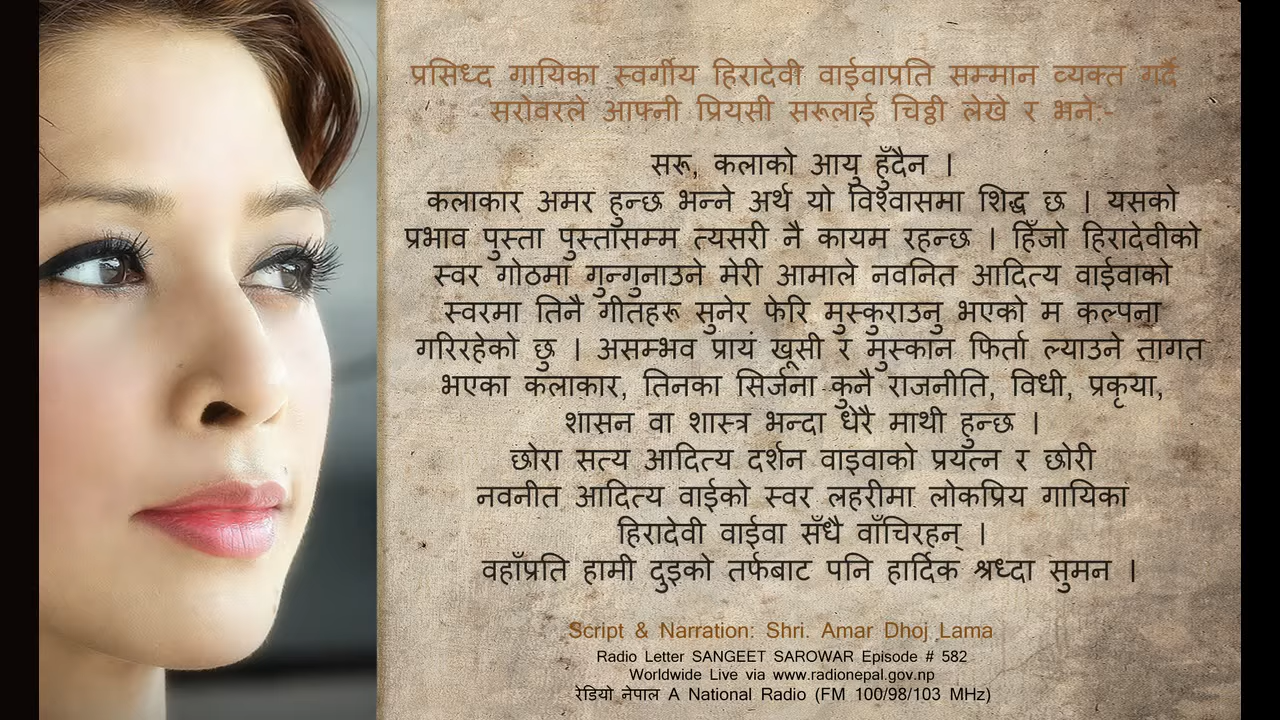 प्रसिध्द गायिका स्वर्गीय हिरादेवी वाईवाप्रति सम्मान व्यक्त गर्दै
सरोवरले आफ्नी प्रियसी सरूलाई चिठ्ठी लेखे र भने:-
सरू, कलाको आयु हुँदैन ।
कलाकार अमर हुन्छ भन्ने अर्थ यो विश्वासमा शिद्ध छ । यसको
प्रभाव पुस्ता पुस्तासम्म त्यसरी नै कायम रहन्छ । हिँजो हिरादेवीको
स्वर गोठमा गुन्गुनाउने मेरी आमाले नवनित आदित्य वाईवाको
स्वरमा तिनै गीतहरू सुनेर फेरि मुस्कुराउनु भएको म कल्पना
गरिरहेको छु । असम्भव प्रायं खूसी र मुस्कान फिर्ता ल्याउने तागत
भएका कलाकार, तिनका सिर्जना कुनै राजनीति, विधी, प्रकृया,
शासन वा शास्त्र भन्दा धेरै माथी हुन्छ ।
छोरा सत्य आदित्य दर्शन वाइवाको प्रयत्न र छोरी
नवनीत आदित्य वाईको स्वर लहरीमा लोकप्रिय गायिका
हिरादेवी वाईवा सँधै वाँचिरहन् ।
वहाँप्रति हामी दुइको तर्फबाट पनि हार्दिक श्रध्दा सुमन ।
Script & Narration: Shri. Amar Dhoj Lama
Radio Letter SANGEET SAROWAR Episode # 582
Worldwide Live via www.radionepal.gov.np
रेडियो नेपाल A National Radio (FM 100/98/103 MHz)